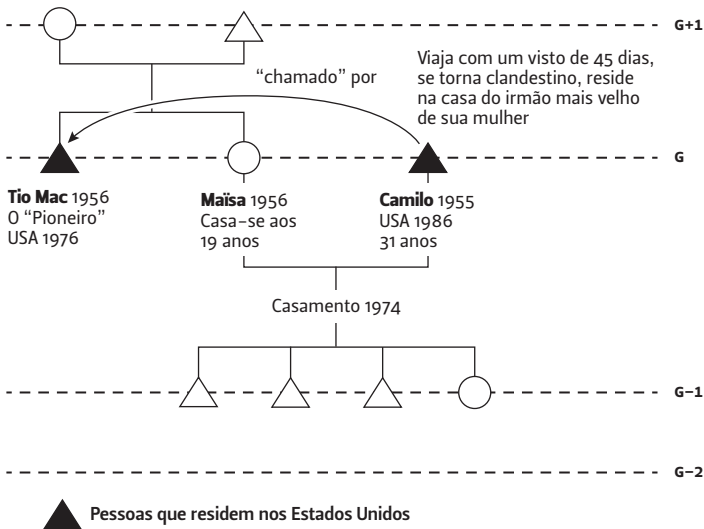 G+1
“chamado” por
Viaja com um visto de 45 dias,
se torna clandestino, reside
na casa do irmão mais velho
de sua mulher
G
Tio Mac 1956
O “Pioneiro”
USA 1976
Maïsa 1956
Casa-se aos
19 anos
Camilo 1955
USA 1986
31 anos
Casamento 1974
G-1
G-2
Pessoas que residem nos Estados Unidos